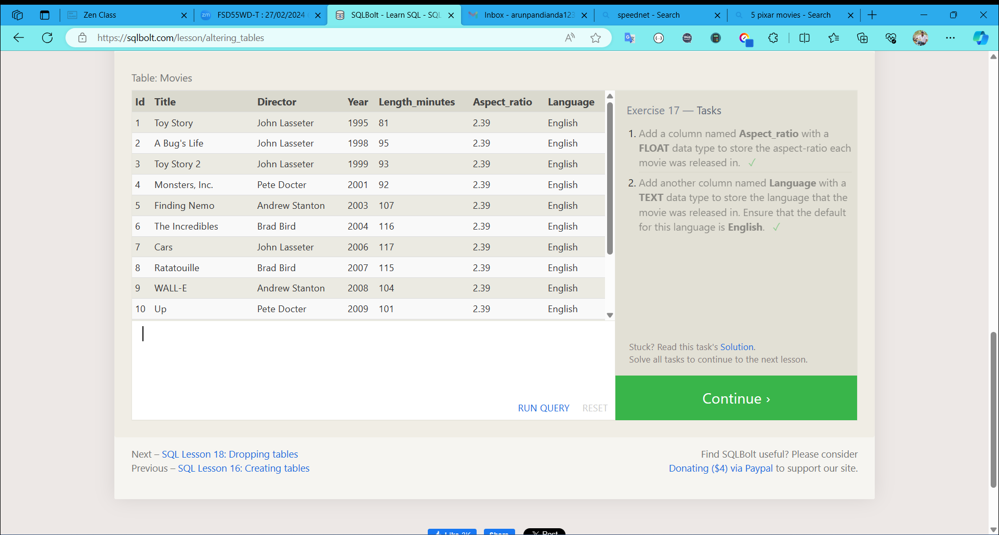 Zen Class
zm FSD55WD-T : 27/02/2024
SQLBolt - Learn SQL - SQL
Inbox - arunpandianda123
speednet - Search
5 pixar movies - Search
https://sqlbolt.com/lesson/altering_tables
Table: Movies
Id Title Director Year Length_minutes Aspect_ratio Language
1 Toy Story John Lasseter 1995 81 2.39 English
2 A Bug's Life John Lasseter 1998 95 2.39 English
3 Toy Story 2 John Lasseter 1999 93 2.39 English
4 Monsters, Inc. Pete Docter 2001 92 2.39 English
5 Finding Nemo Andrew Stanton 2003 107 2.39 English
6 The Incredibles Brad Bird 2004 116 2.39 English
7 Cars John Lasseter 2006 117 2.39 English
8 Ratatouille Brad Bird 2007 115 2.39 English
9 WALL-E Andrew Stanton 2008 104 2.39 English
10 Up Pete Docter 2009 101 2.39 English
RUN QUERY RESET
Exercise 17 — Tasks
1. Add a column named Aspect_ratio with a
FLOAT data type to store the aspect-ratio each
movie was released in. ✓
2. Add another column named Language with a
TEXT data type to store the language that the
movie was released in. Ensure that the default
for this language is English. ✓
Stuck? Read this task's Solution.
Solve all tasks to continue to the next lesson.
Continue ›
Next – SQL Lesson 18: Dropping tables
Previous – SQL Lesson 16: Creating tables
Find SQLBolt useful? Please consider
Donating ($4) via Paypal to support our site.
Like 2K Share X Post